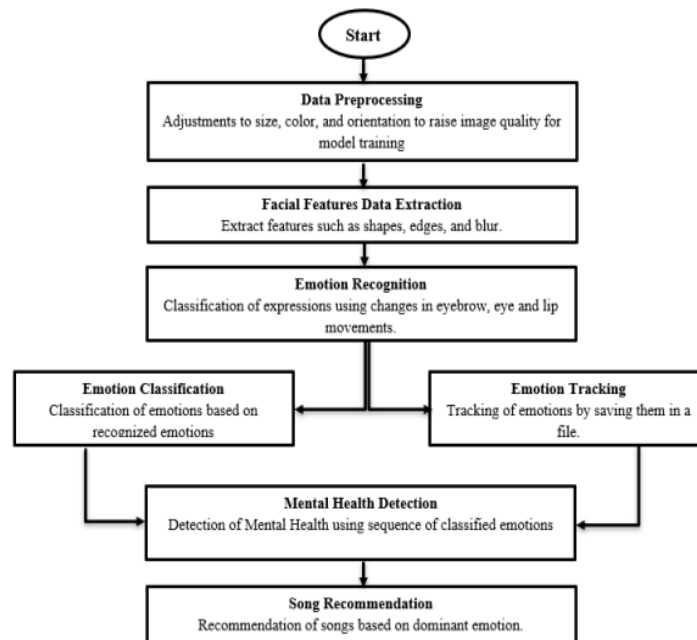 Start
Data Preprocessing
Adjustments to size, color, and orientation to raise image quality for
model training
Facial Features Data Extraction
Extract features such as shapes, edges, and blur.
Emotion Recognition
Classification of expressions using changes in eyebrow, eye and lip
movements.
Emotion Classification
Classification of emotions based on
recognized emotions
Emotion Tracking
Tracking of emotions by saving them in a
file.
Mental Health Detection
Detection of Mental Health using sequence of classified emotions
Song Recommendation
Recommendation of songs based on dominant emotion.